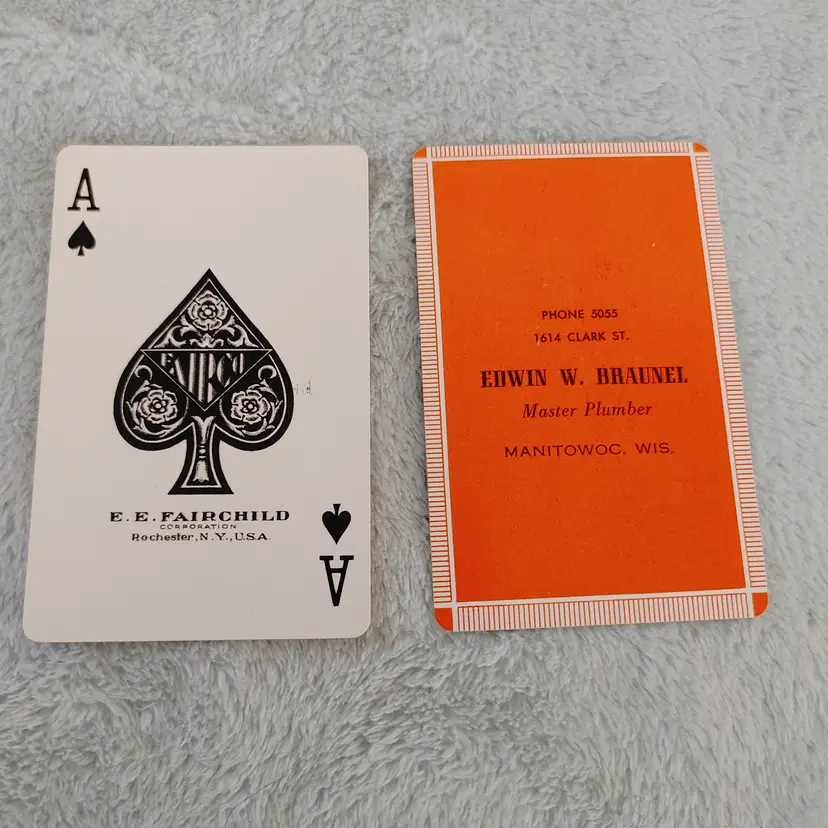 A
E. E. FAIRCHILD
CORPORATION
Rochester, N.Y., U.S.A.
A
PHONE 5055
1614 CLARK ST.
EDWIN W. BRAUNEL
Master Plumber
MANITOWOC, WIS.